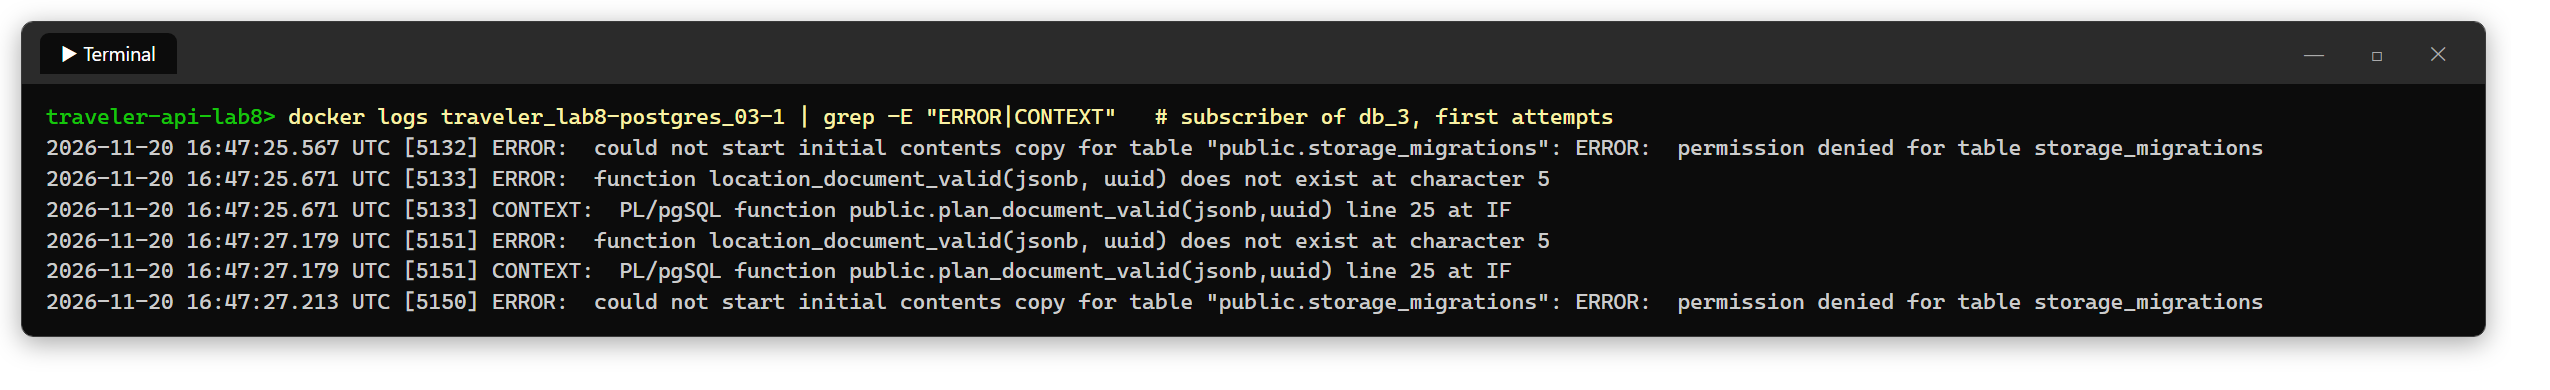 ▶ Terminal
traveler-api-lab8> docker logs traveler_lab8-postgres_03-1 | grep -E "ERROR|CONTEXT"   # subscriber of db_3, first attempts
2026-11-20 16:47:25.567 UTC [5132] ERROR:  could not start initial contents copy for table "public.storage_migrations": ERROR:  permission denied for table storage_migrations
2026-11-20 16:47:25.671 UTC [5133] ERROR:  function location_document_valid(jsonb, uuid) does not exist at character 5
2026-11-20 16:47:25.671 UTC [5133] CONTEXT:  PL/pgSQL function public.plan_document_valid(jsonb,uuid) line 25 at IF
2026-11-20 16:47:27.179 UTC [5151] ERROR:  function location_document_valid(jsonb, uuid) does not exist at character 5
2026-11-20 16:47:27.179 UTC [5151] CONTEXT:  PL/pgSQL function public.plan_document_valid(jsonb,uuid) line 25 at IF
2026-11-20 16:47:27.213 UTC [5150] ERROR:  could not start initial contents copy for table "public.storage_migrations": ERROR:  permission denied for table storage_migrations